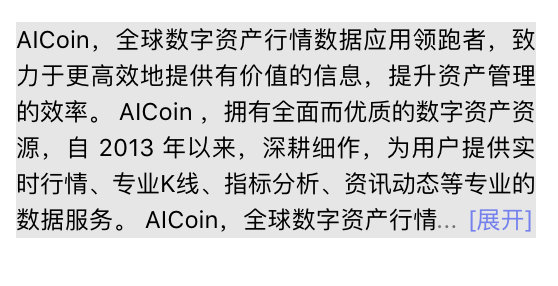 AICoin，全球数字资产行情数据应用领跑者，致
力于更高效地提供有价值的信息，提升资产管理
的效率。 AICoin ，拥有全面而优质的数字资产资
源，自 2013 年以来，深耕细作，为用户提供实
时行情、专业K线、指标分析、资讯动态等专业的
数据服务。 AICoin，全球数字资产行情... [展开]